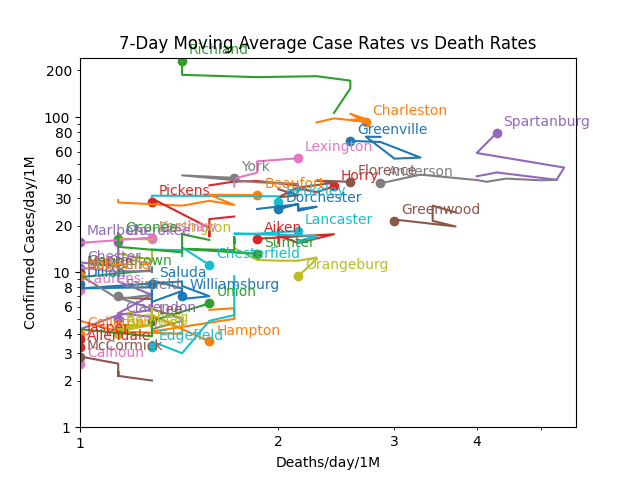 7-Day Moving Average Case Rates vs Death Rates
Richland
Charleston
Spartanburg
Greenville
Lexington
York
Florence
Anderson
Horry
Beaufort
Berkeley
Pickens
Dorchester
Greenwood
Lancaster
Aiken
Sumter
Orangeburg
Chesterfield
Chester
Saluda
Williamsburg
Union
Clarendon
Lee
Hampton
Edgefield
Jasper
Allendale
McCormick
Calhoun
Dillon
Laurens
200
100
80
60
40
30
20
10
8
6
4
3
2
1
1
2
3
4
Confirmed Cases/day/1M
Deaths/day/1M